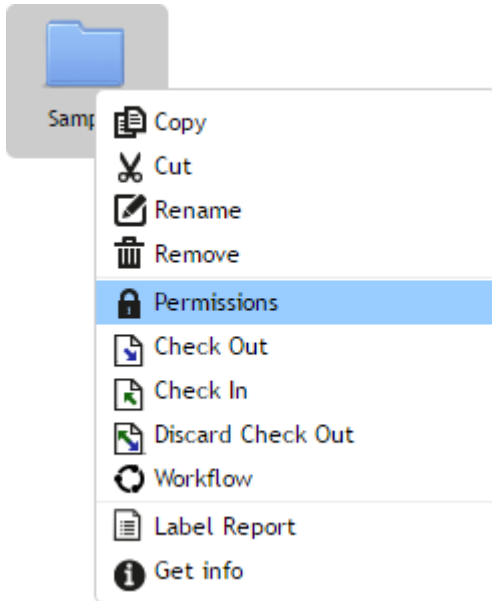 Samp
Copy
Cut
Rename
Remove
Permissions
Check Out
Check In
Discard Check Out
Workflow
Label Report
Get info